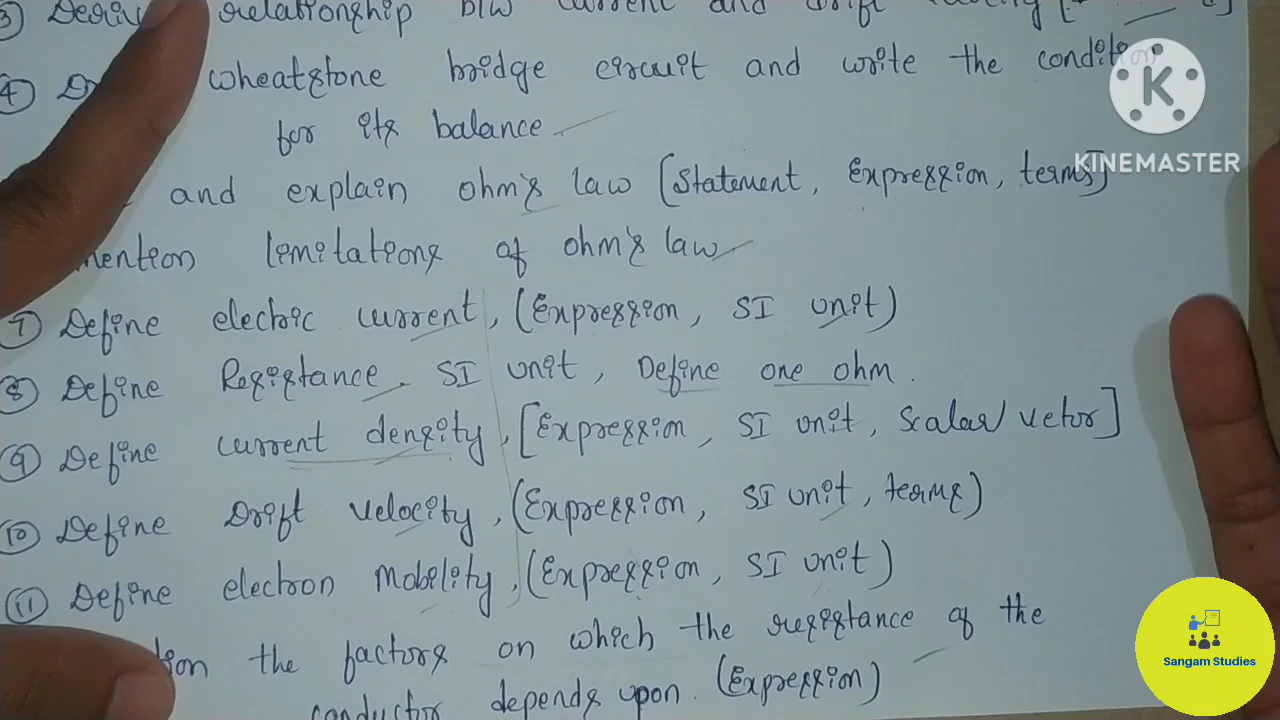 ③ relationship b/w current and drift
④ wheatstone bridge circuit and write the condition
for its balance
and explain ohm's law [Statement, Expression, terms]
mention limitations of ohm's law
⑦ Define electric current, (Expression, SI unit)
⑧ Define Resistance. SI unit, Define one ohm.
⑨ Define current density, [Expression, SI unit, Scalar/vetor]
⑩ Define Drift velocity, (Expression, SI unit, terms)
⑪ Define electron Mobility, (Expression, SI unit)
the factors on which the resistance of the
conductor depends upon. (Expression)
KINEMASTER
Sangam Studies